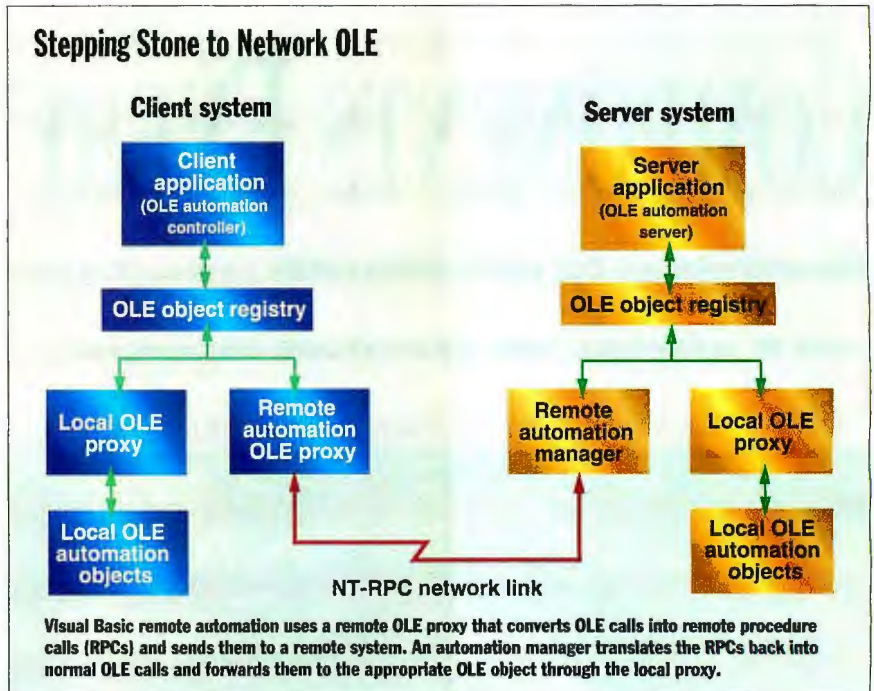 Stepping Stone to Network OLE
Client system
Client
application
(OLE automation
controller)
OLE object registry
Local OLE
proxy
Remote
automation
OLE proxy
Local OLE
automation
objects
Server system
Server
application
(OLE automation
server)
OLE object registry
Remote
automation
manager
Local OLE
proxy
Local OLE
automation
objects
NT-RPC network link
Visual Basic remote automation uses a remote OLE proxy that converts OLE calls into remote procedure
calls (RPCs) and sends them to a remote system. An automation manager translates the RPCs back into
normal OLE calls and forwards them to the appropriate OLE object through the local proxy.